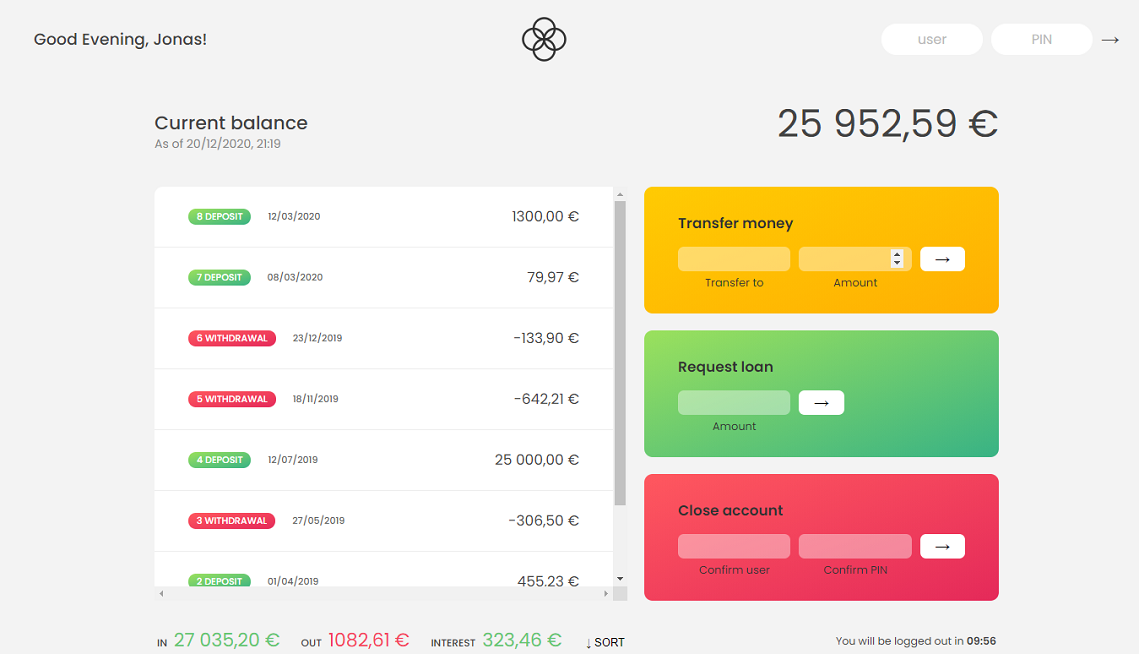 Good Evening, Jonas!
user
PIN
→
Current balance
As of 20/12/2020, 21:19
25 952,59 €
8 DEPOSIT 12/03/2020 1300,00 €
7 DEPOSIT 08/03/2020 79,97 €
6 WITHDRAWAL 23/12/2019 -133,90 €
5 WITHDRAWAL 18/11/2019 -642,21 €
4 DEPOSIT 12/07/2019 25 000,00 €
3 WITHDRAWAL 27/05/2019 -306,50 €
2 DEPOSIT 01/04/2019 455,23 €
Transfer money
→
Transfer to Amount
Request loan
→
Amount
Close account
→
Confirm user Confirm PIN
IN 27 035,20 € OUT 1082,61 € INTEREST 323,46 € ↓ SORT
You will be logged out in 09:56